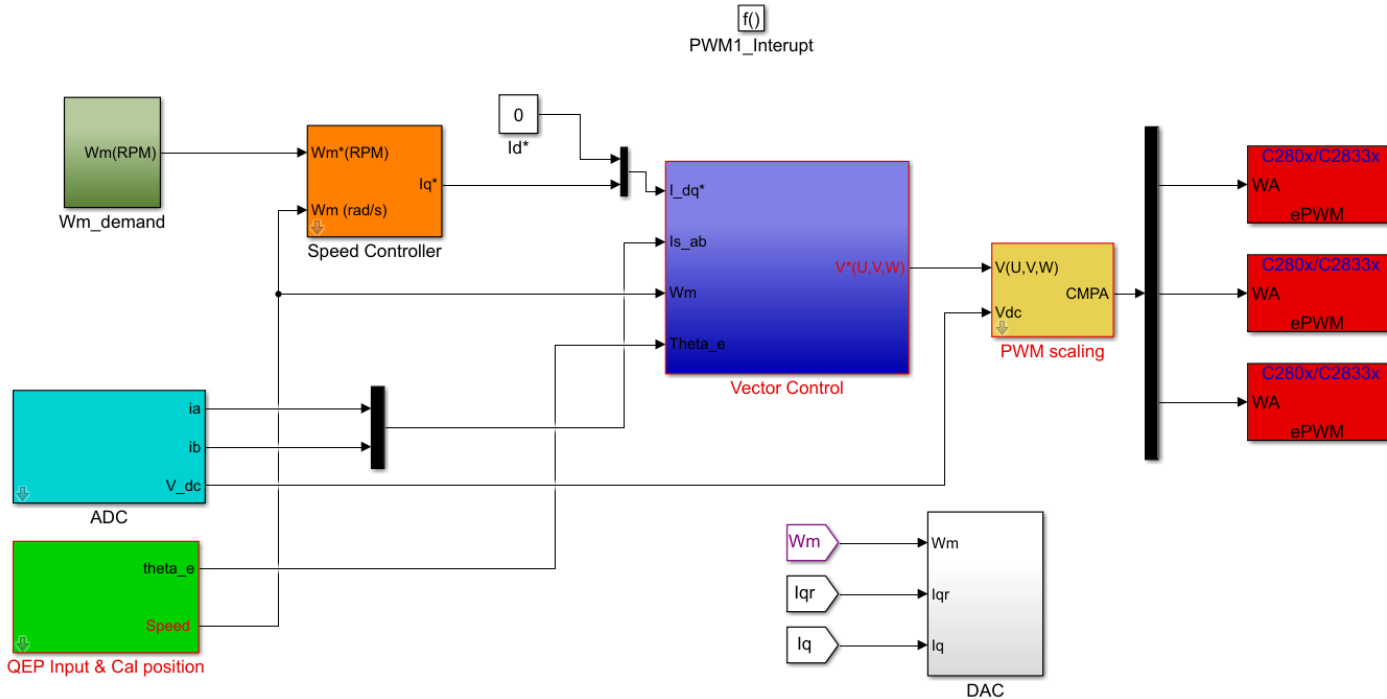 f()
PWM1_Interupt
Wm(RPM)
Wm_demand
Wm*(RPM)
Iq*
Wm (rad/s)
Speed Controller
0
Id*
I_dq*
Is_ab
V*(U,V,W)
Wm
Theta_e
Vector Control
V(U,V,W)
CMPA
Vdc
PWM scaling
C280x/C2833x
WA
ePWM
C280x/C2833x
WA
ePWM
C280x/C2833x
WA
ePWM
ia
ib
V_dc
ADC
theta_e
Speed
QEP Input & Cal position
Wm
Iqr
Iq
Wm
Iqr
Iq
DAC